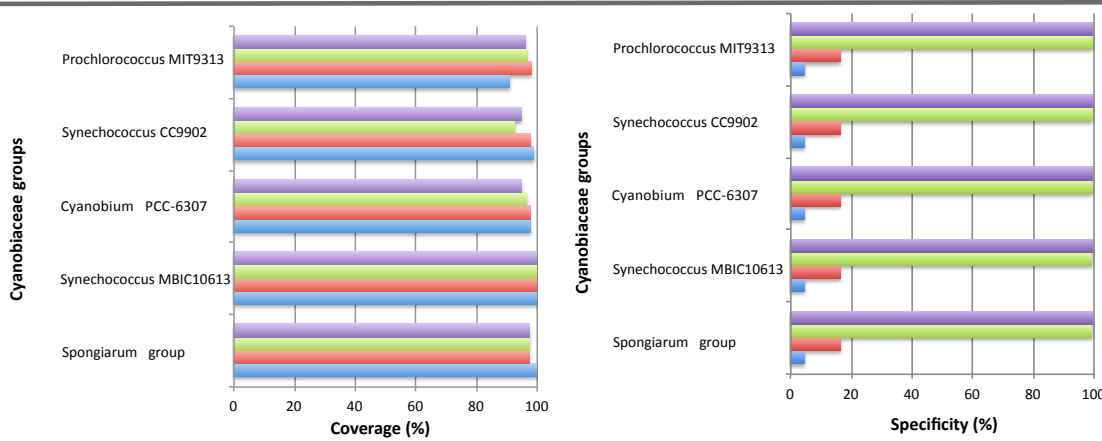 Cyanobiaceae groups
Prochlorococcus MIT9313
Synechococcus CC9902
Cyanobium PCC-6307
Synechococcus MBIC10613
Spongiarum group
0 20 40 60 80 100
Coverage (%)
Cyanobiaceae groups
Prochlorococcus MIT9313
Synechococcus CC9902
Cyanobium PCC-6307
Synechococcus MBIC10613
Spongiarum group
0 20 40 60 80 100
Specificity (%)